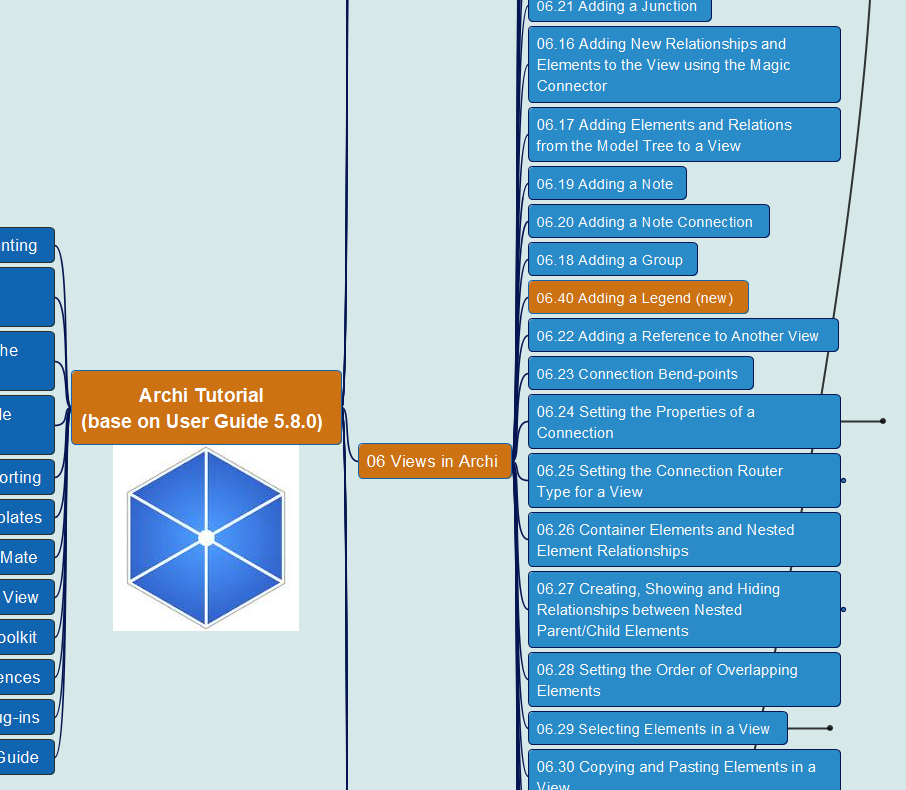 nting
he
le
orting
plates
Mate
View
oolkit
ences
ug-ins
Guide
Archi Tutorial
(base on User Guide 5.8.0)
06 Views in Archi
06.21 Adding a Junction
06.16 Adding New Relationships and
Elements to the View using the Magic
Connector
06.17 Adding Elements and Relations
from the Model Tree to a View
06.19 Adding a Note
06.20 Adding a Note Connection
06.18 Adding a Group
06.40 Adding a Legend (new)
06.22 Adding a Reference to Another View
06.23 Connection Bend-points
06.24 Setting the Properties of a
Connection
06.25 Setting the Connection Router
Type for a View
06.26 Container Elements and Nested
Element Relationships
06.27 Creating, Showing and Hiding
Relationships between Nested
Parent/Child Elements
06.28 Setting the Order of Overlapping
Elements
06.29 Selecting Elements in a View
06.30 Copying and Pasting Elements in a
View